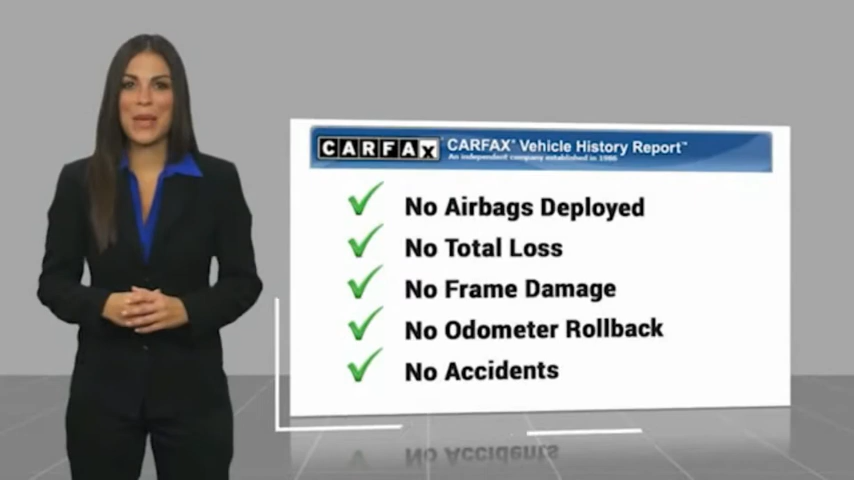 CARFAX CARFAX® Vehicle History Report™
An independent company established in 1986
No Airbags Deployed
No Total Loss
No Frame Damage
No Odometer Rollback
No Accidents
No Accidents